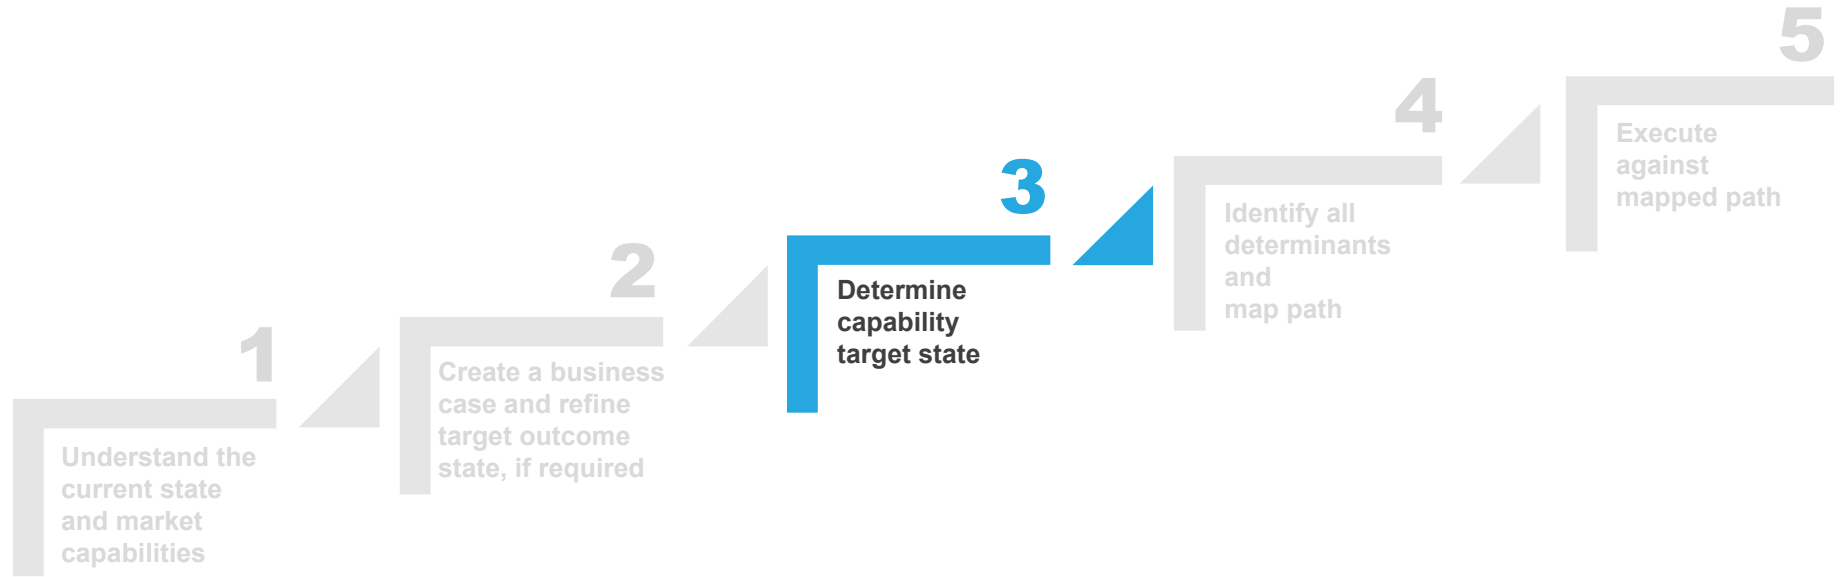 1
Understand the
current state
and market
capabilities
2
Create a business
case and refine
target outcome
state, if required
3
Determine
capability
target state
4
Identify all
determinants
and
map path
5
Execute
against
mapped path